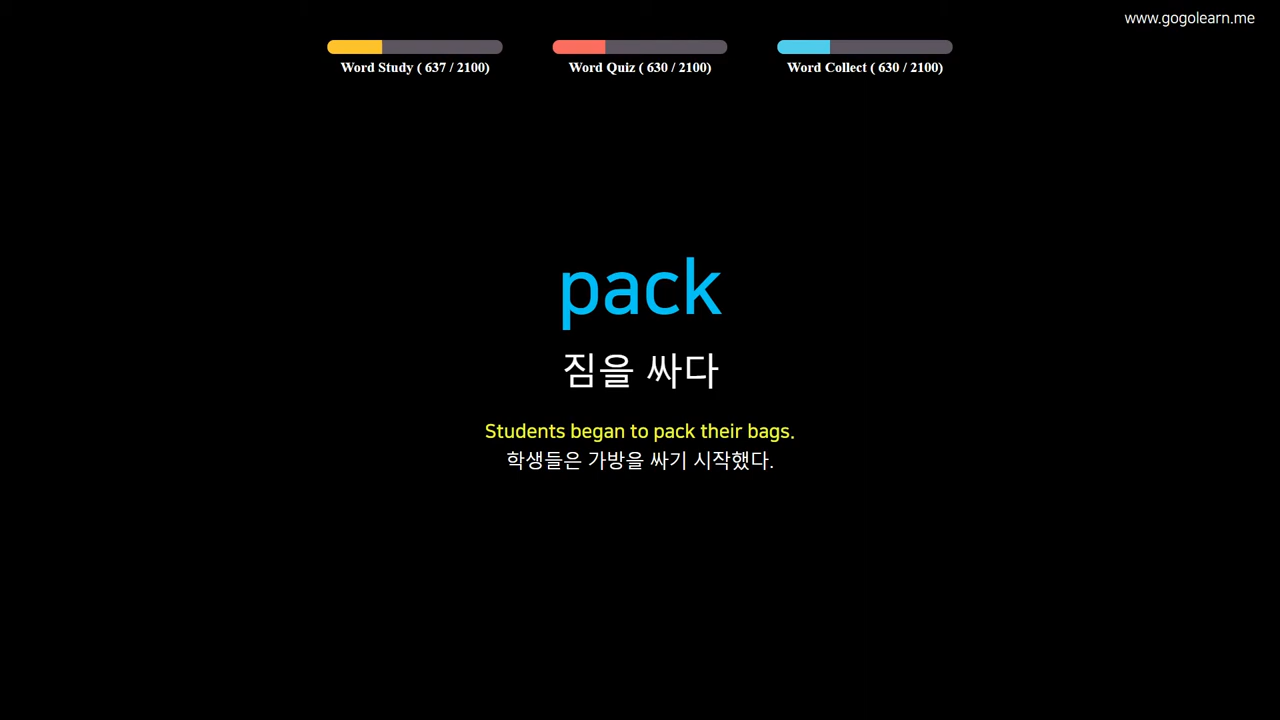 www.gogolearn.me
Word Study ( 637 / 2100)
Word Quiz ( 630 / 2100)
Word Collect ( 630 / 2100)
pack
짐을 싸다
Students began to pack their bags.
학생들은 가방을 싸기 시작했다.